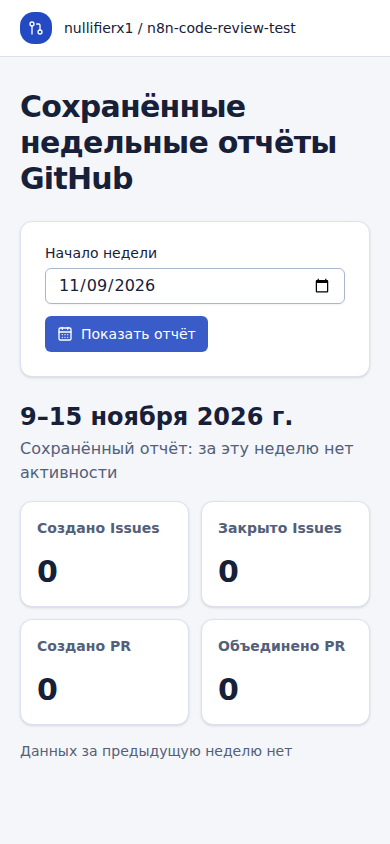 nullifierx1 / n8n-code-review-test
Сохранённые
недельные отчёты
GitHub
Начало недели
11/09/2026
Показать отчёт
9–15 ноября 2026 г.
Сохранённый отчёт: за эту неделю нет
активности
Создано Issues
Закрыто Issues
0
0
Создано PR
Объединено PR
0
0
Данных за предыдущую неделю нет